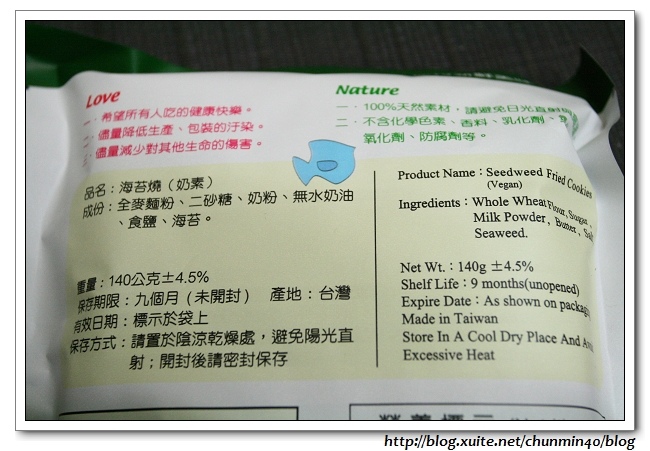 Love
一、希望所有人吃的健康快樂。
二、儘量降低生產、包裝的汙染。
三、儘量減少對其他生命的傷害。
Nature
一、100%天然素材，請避免日光直射
二、不含化學色素、香料、乳化劑、
氧化劑、防腐劑等。
品名：海苔燒（奶素）
成份：全麥麵粉、二砂糖、奶粉、無水奶油
、食鹽、海苔。
重量：140公克±4.5%
保存期限：九個月（未開封） 產地：台灣
有效日期：標示於袋上
保存方式：請置於陰涼乾燥處，避免陽光直
射；開封後請密封保存
Product Name：Seedweed Fried Cookies
(Vegan)
Ingredients：Whole Wheat Flour, Sugar,
Milk Powder, Butter, Salt
Seaweed.
Net Wt.：140g ±4.5%
Shelf Life：9 months(unopened)
Expire Date：As shown on package
Made in Taiwan
Store In A Cool Dry Place And Avoid
Excessive Heat
營養標示
http://blog.xuite.net/chunmin40/blog